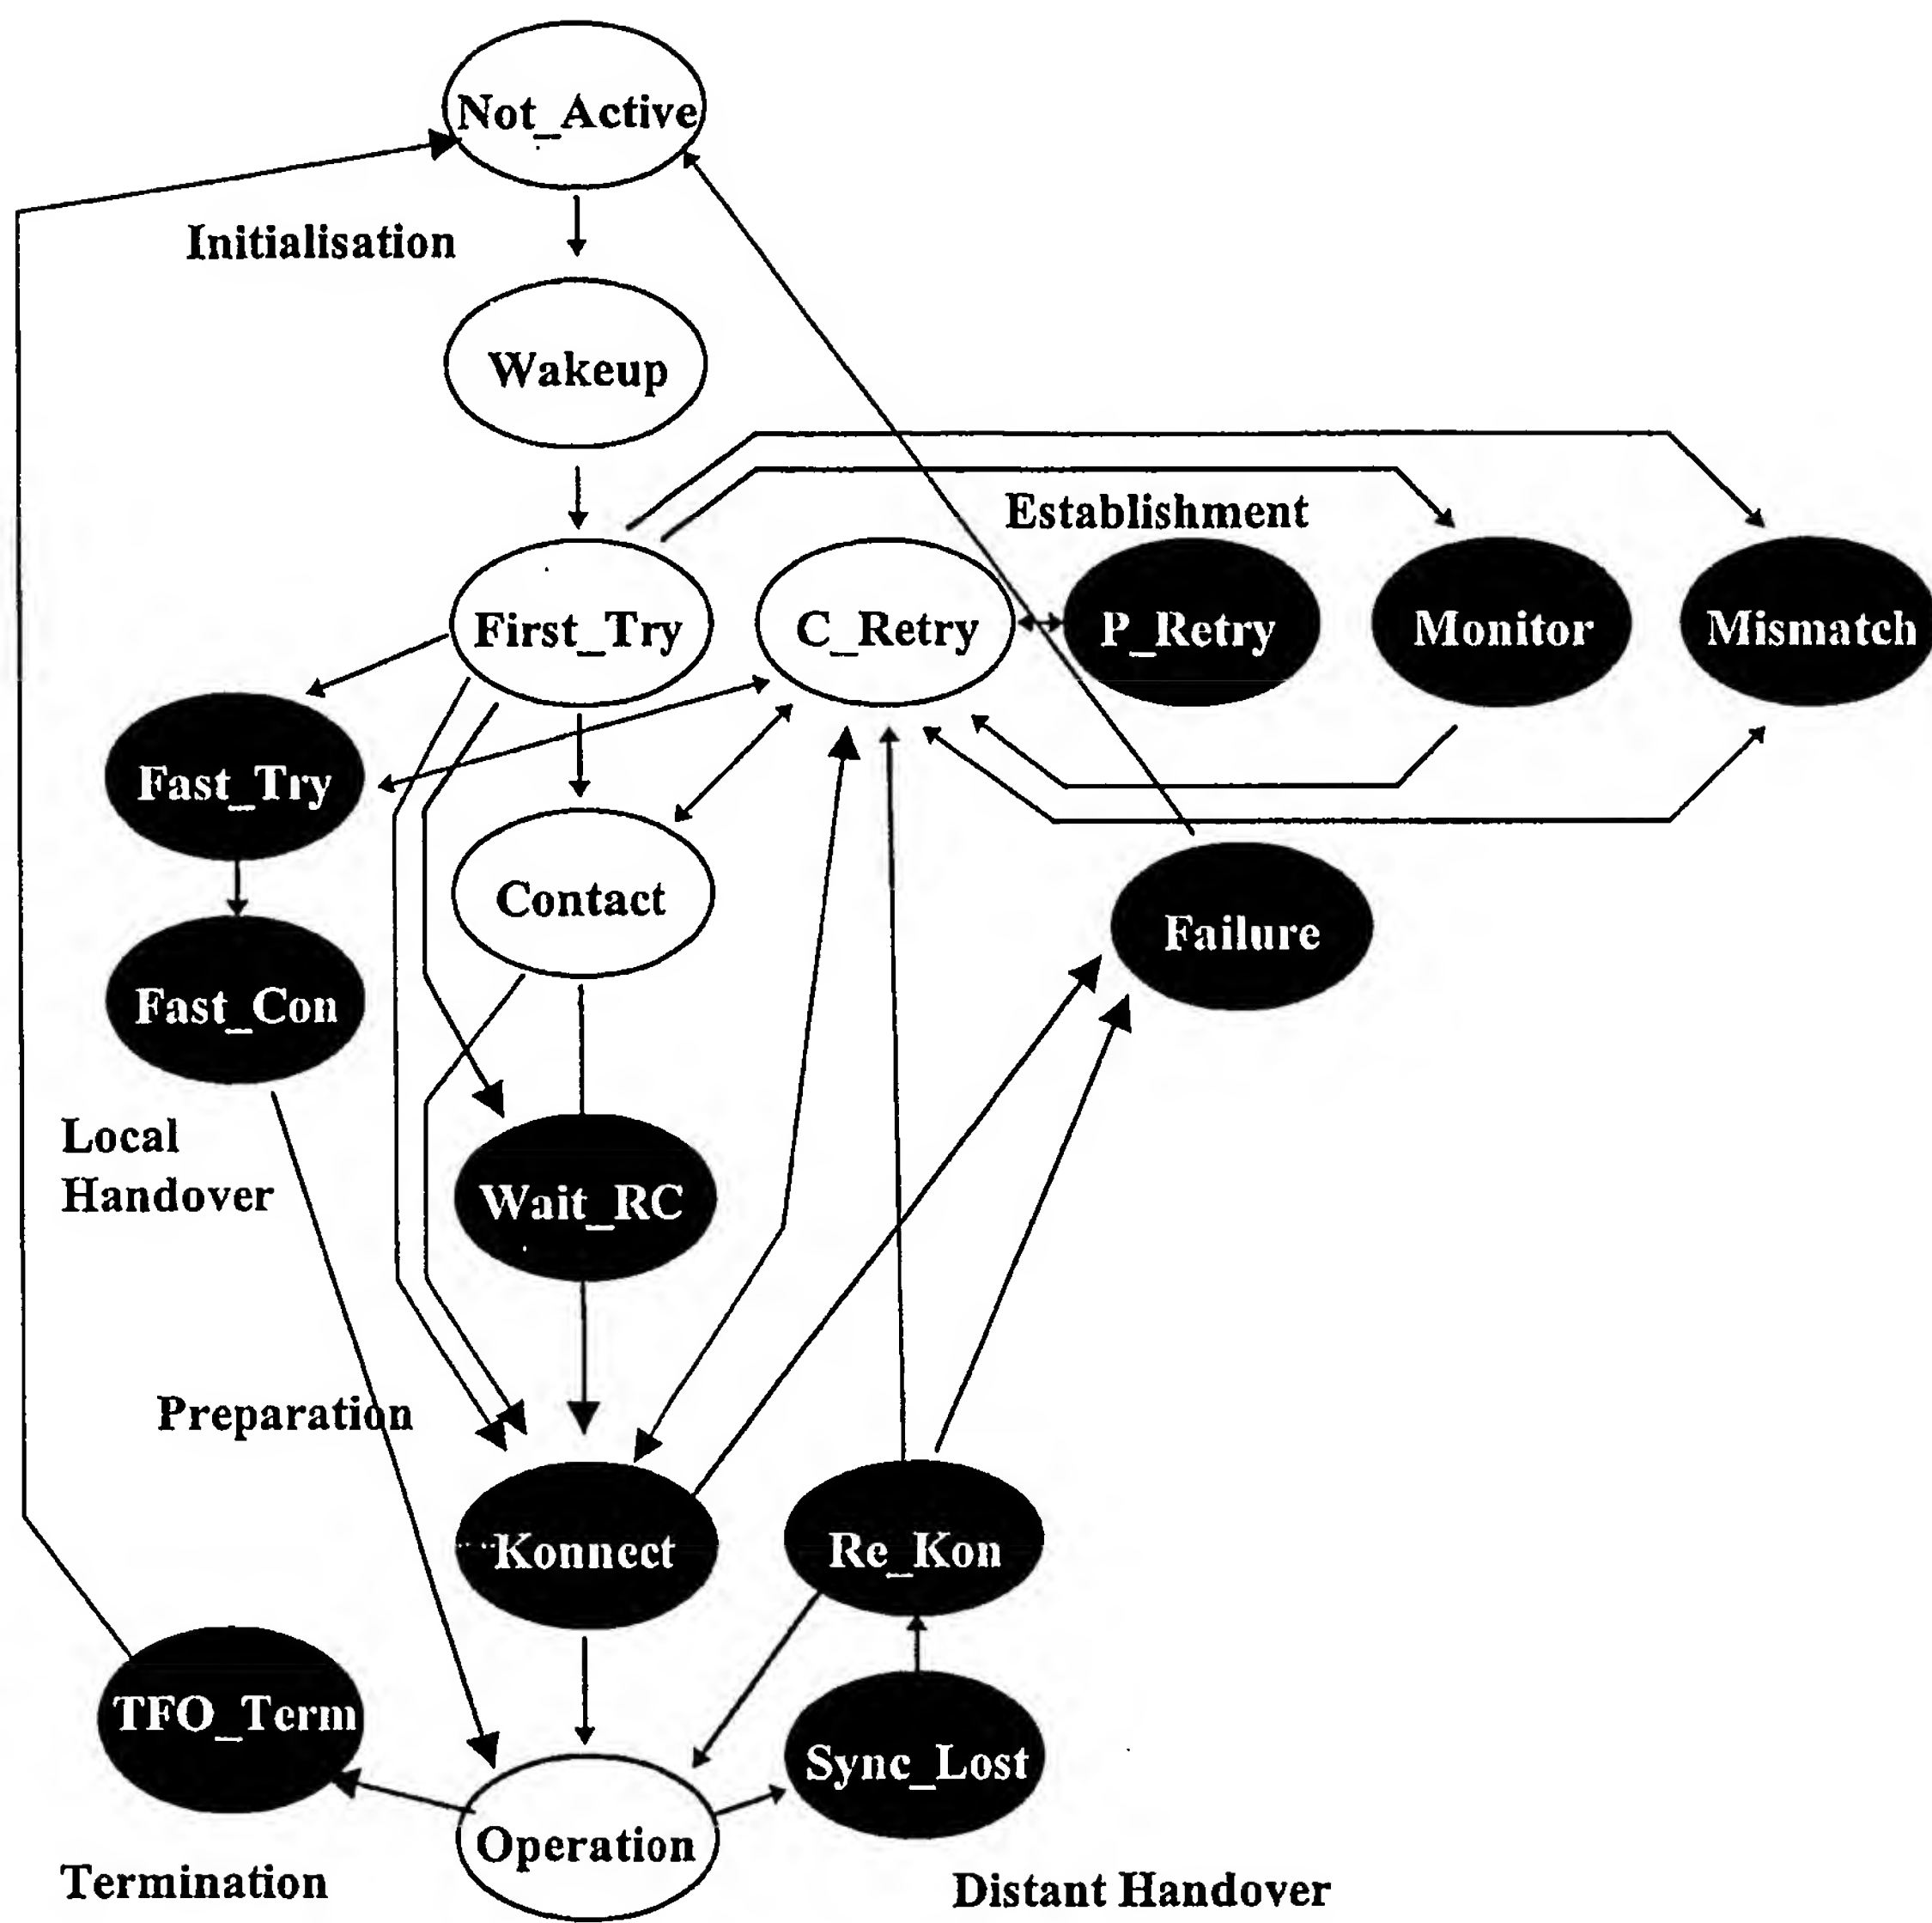 Not_Active
Initialisation
Wakeup
Establishment
First_Try
C_Retry
P_Retry
Monitor
Mismatch
Fast_Try
Contact
Failure
Fast_Con
Local
Handover
Wait_RC
Preparation
Konnect
Re_Kon
TFO_Term
Sync_Lost
Operation
Termination
Distant Handover